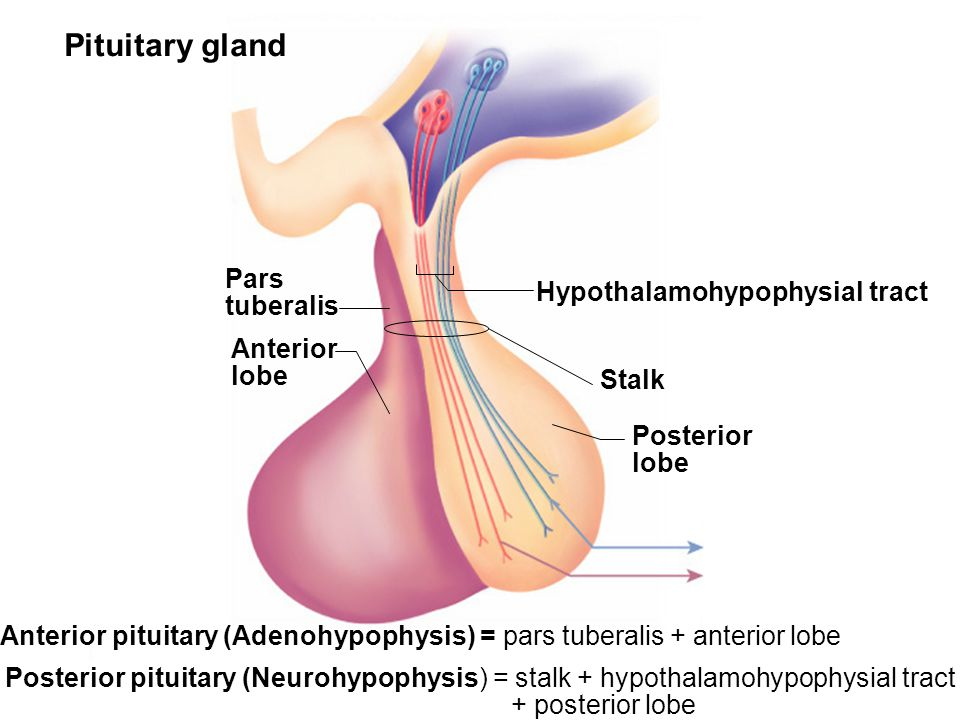 Pituitary gland
Pars
tuberalis
Hypothalamohypophysial tract
Anterior
lobe
Stalk
Posterior
lobe
Anterior pituitary (Adenohypophysis) = pars tuberalis + anterior lobe
Posterior pituitary (Neurohypophysis) = stalk + hypothalamohypophysial tract
+ posterior lobe